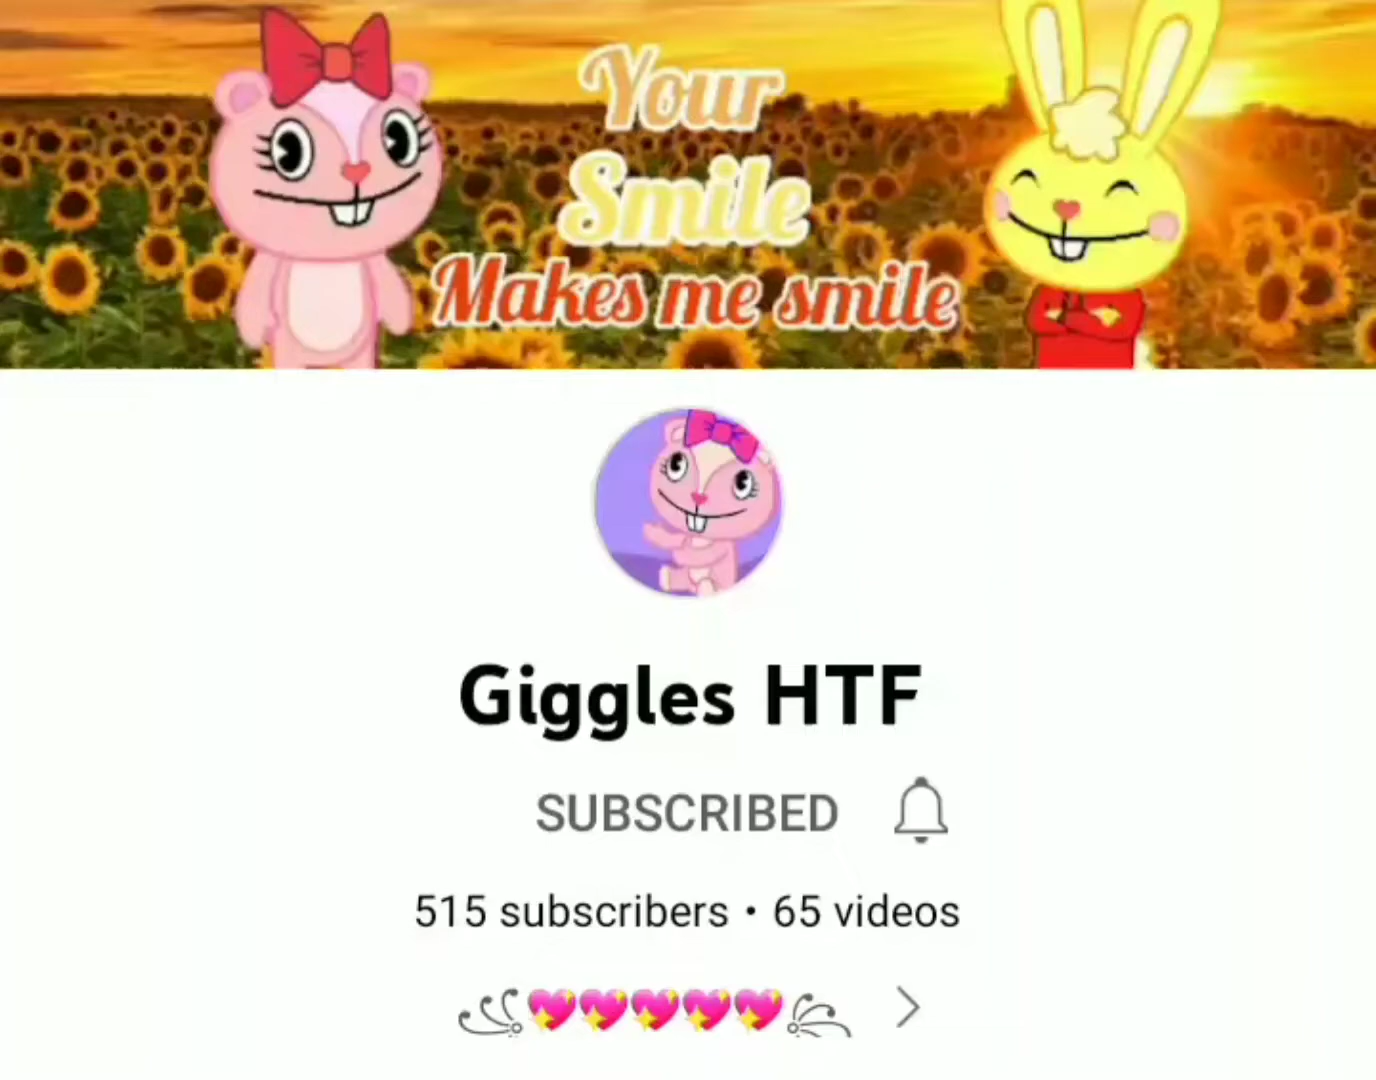 Your
Smile
Makes me smile
Giggles HTF
SUBSCRIBED
515 subscribers • 65 videos
💖💖💖💖💖